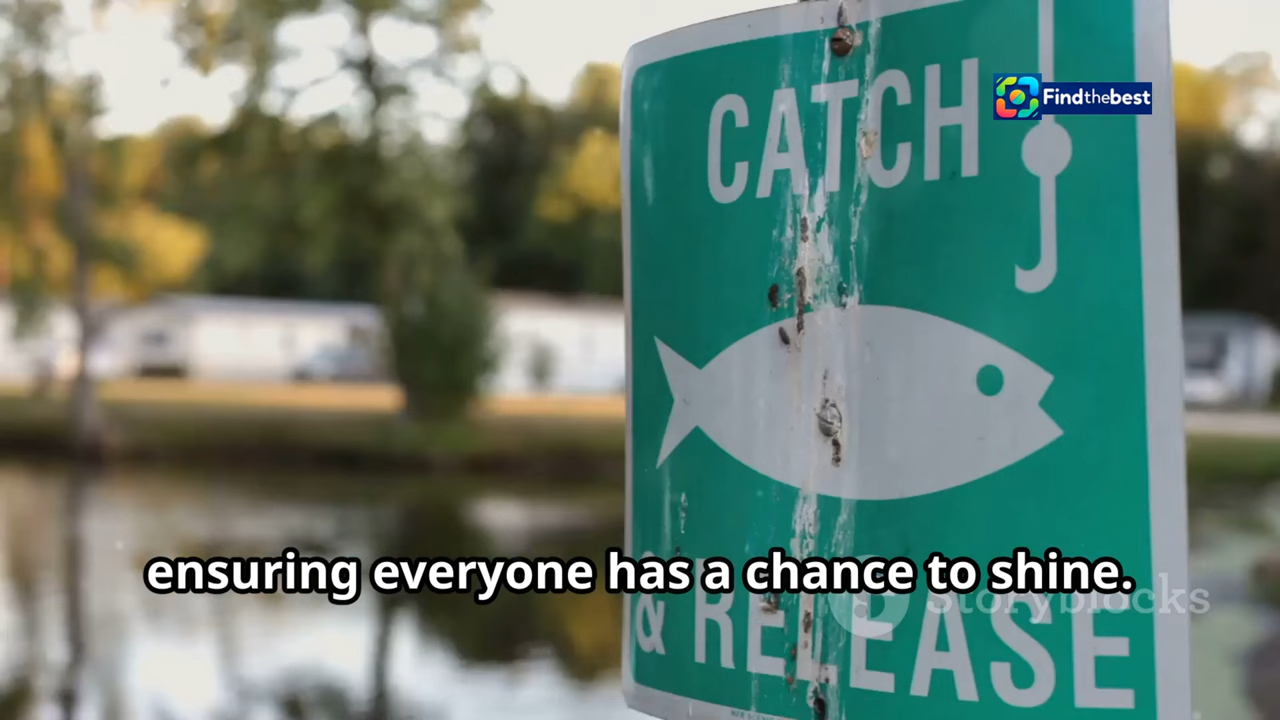 CATCH
Findthebest
ensuring everyone has a chance to shine.
Storyblocks
& RELEASE